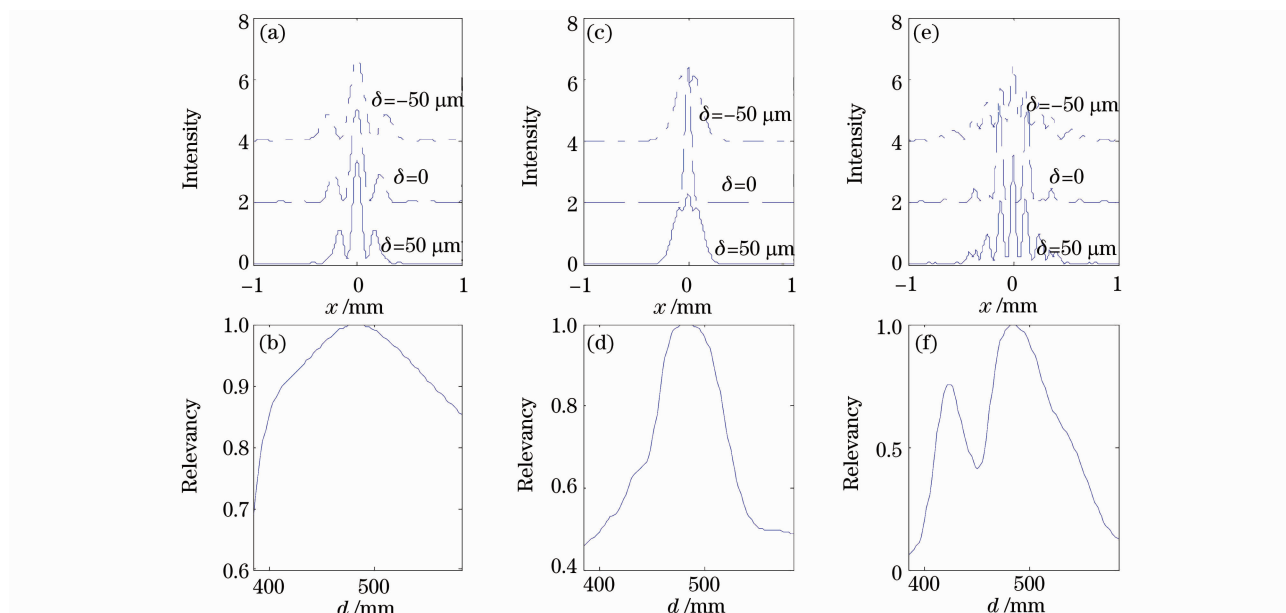 (a)
8
6
4
2
0
Intensity
δ=−50 μm
δ=0
δ=50 μm
−1
0
1
x /mm
(c)
8
6
4
2
0
Intensity
δ=−50 μm
δ=0
δ=50 μm
−1
0
1
x /mm
(e)
8
6
4
2
0
Intensity
δ=−50 μm
δ=0
δ=50 μm
−1
0
1
x /mm
(b)
1.0
0.9
0.8
0.7
0.6
Relevancy
400
500
d /mm
(d)
1.0
0.8
0.6
0.4
Relevancy
400
500
d /mm
(f)
1.0
0.5
0
Relevancy
400
500
d /mm